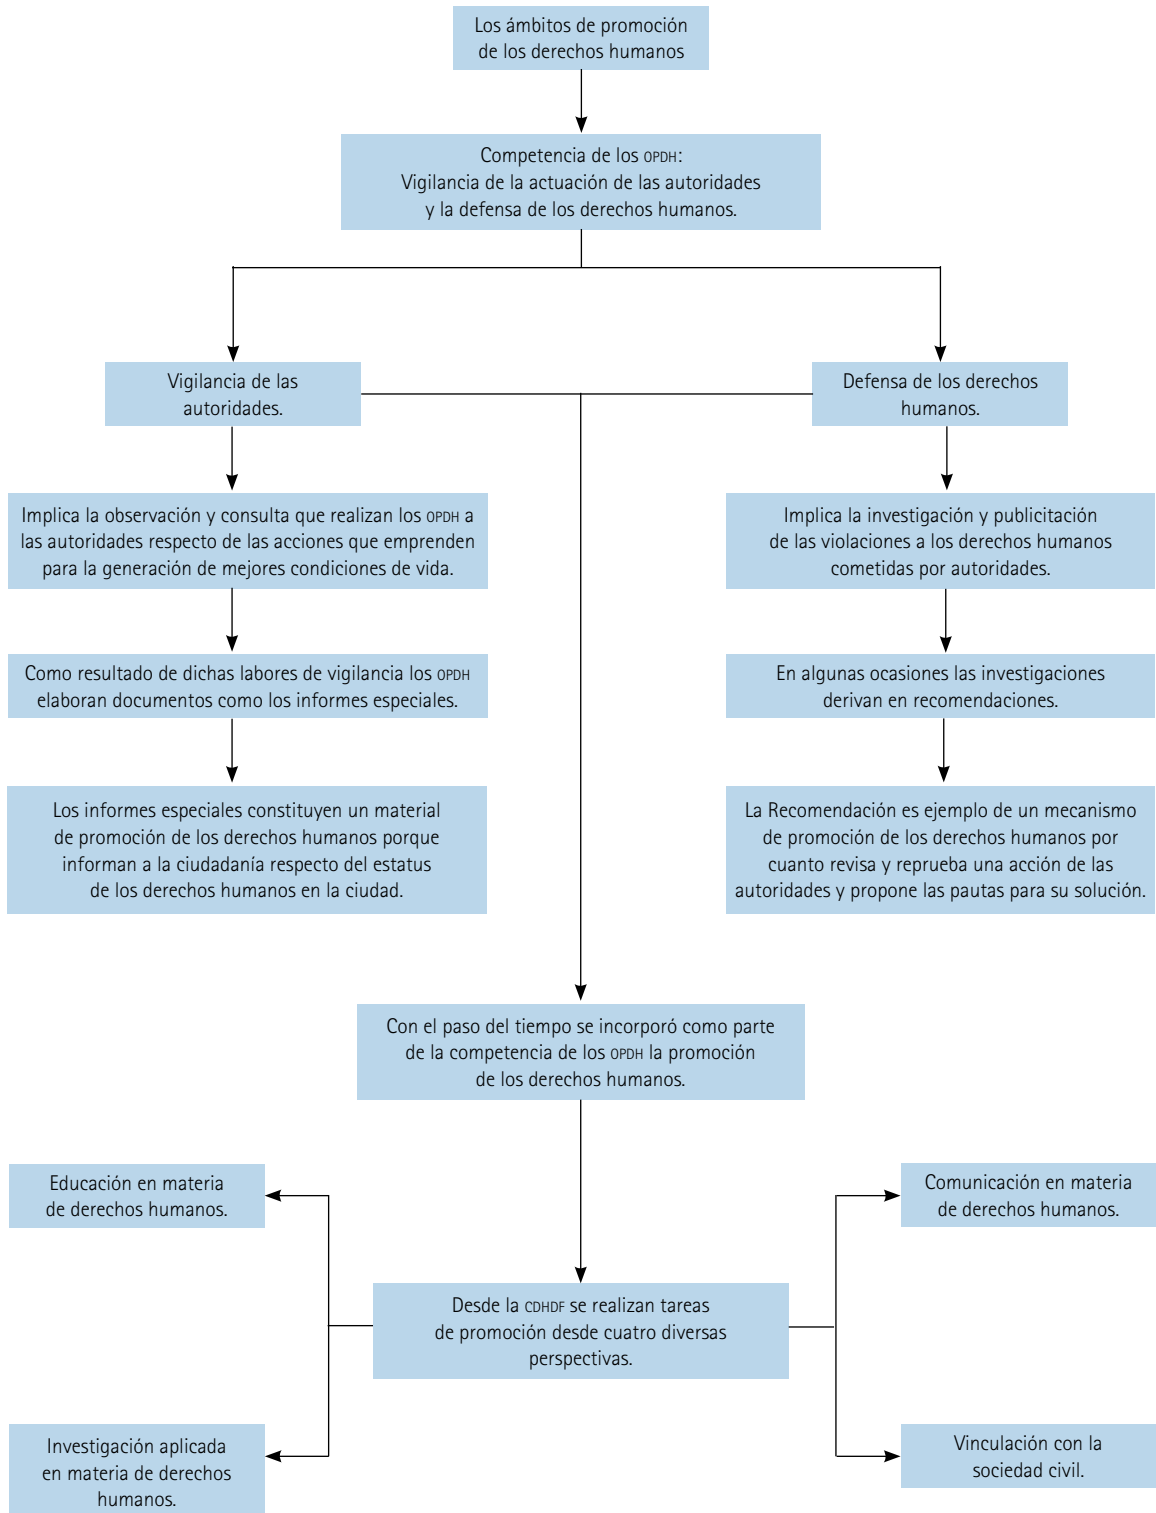 Los ámbitos de promoción
de los derechos humanos
Competencia de los OPDH:
Vigilancia de la actuación de las autoridades
y la defensa de los derechos humanos.
Vigilancia de las
autoridades.
Defensa de los derechos
humanos.
Implica la observación y consulta que realizan los OPDH a
las autoridades respecto de las acciones que emprenden
para la generación de mejores condiciones de vida.
Implica la investigación y publicitación
de las violaciones a los derechos humanos
cometidas por autoridades.
Como resultado de dichas labores de vigilancia los OPDH
elaboran documentos como los informes especiales.
En algunas ocasiones las investigaciones
derivan en recomendaciones.
Los informes especiales constituyen un material
de promoción de los derechos humanos porque
informan a la ciudadanía respecto del estatus
de los derechos humanos en la ciudad.
La Recomendación es ejemplo de un mecanismo
de promoción de los derechos humanos por
cuanto revisa y reprueba una acción de las
autoridades y propone las pautas para su solución.
Con el paso del tiempo se incorporó como parte
de la competencia de los OPDH la promoción
de los derechos humanos.
Educación en materia
de derechos humanos.
Comunicación en materia
de derechos humanos.
Desde la CDHDF se realizan tareas
de promoción desde cuatro diversas
perspectivas.
Investigación aplicada
en materia de derechos
humanos.
Vinculación con la
sociedad civil.